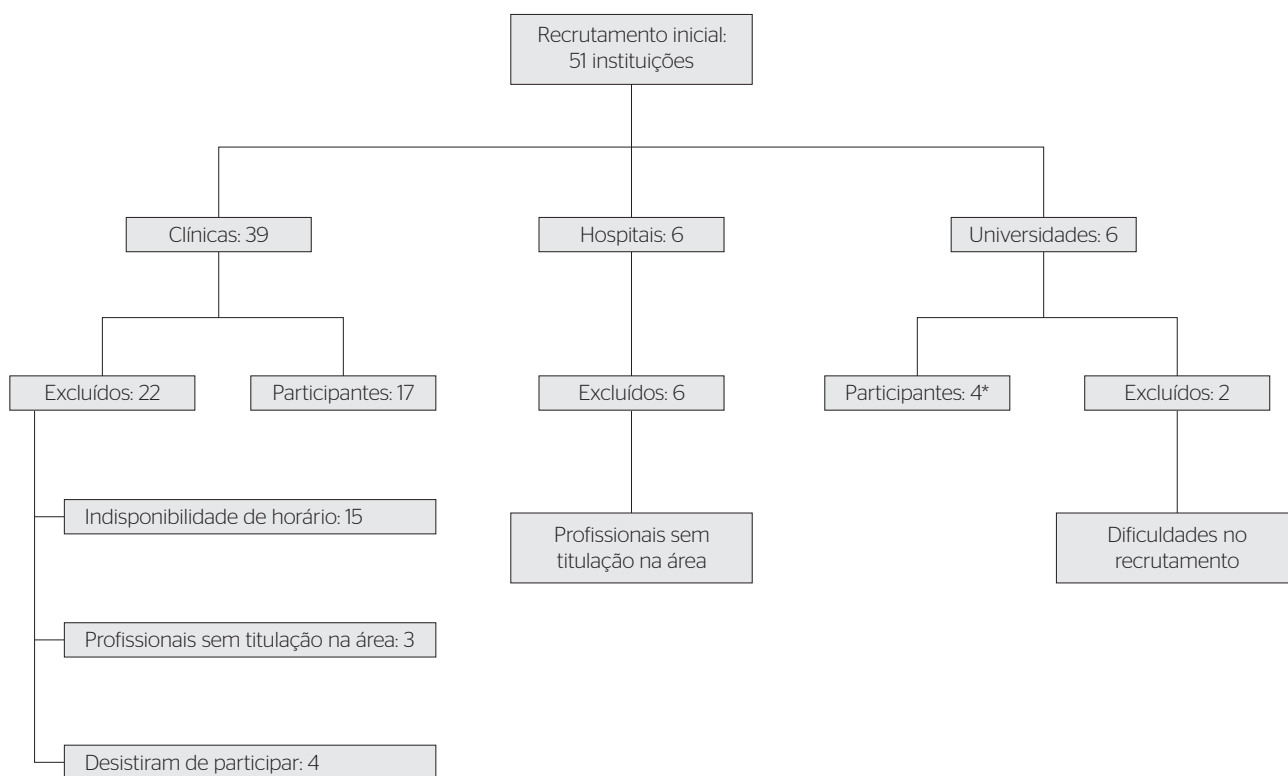 Recrutamento inicial:
51 instituições
Clínicas: 39
Hospitais: 6
Universidades: 6
Excluídos: 22
Participantes: 17
Excluídos: 6
Participantes: 4*
Excluídos: 2
Indisponibilidade de horário: 15
Profissionais sem
titulação na área
Dificuldades no
recrutamento
Profissionais sem titulação na área: 3
Desistiram de participar: 4